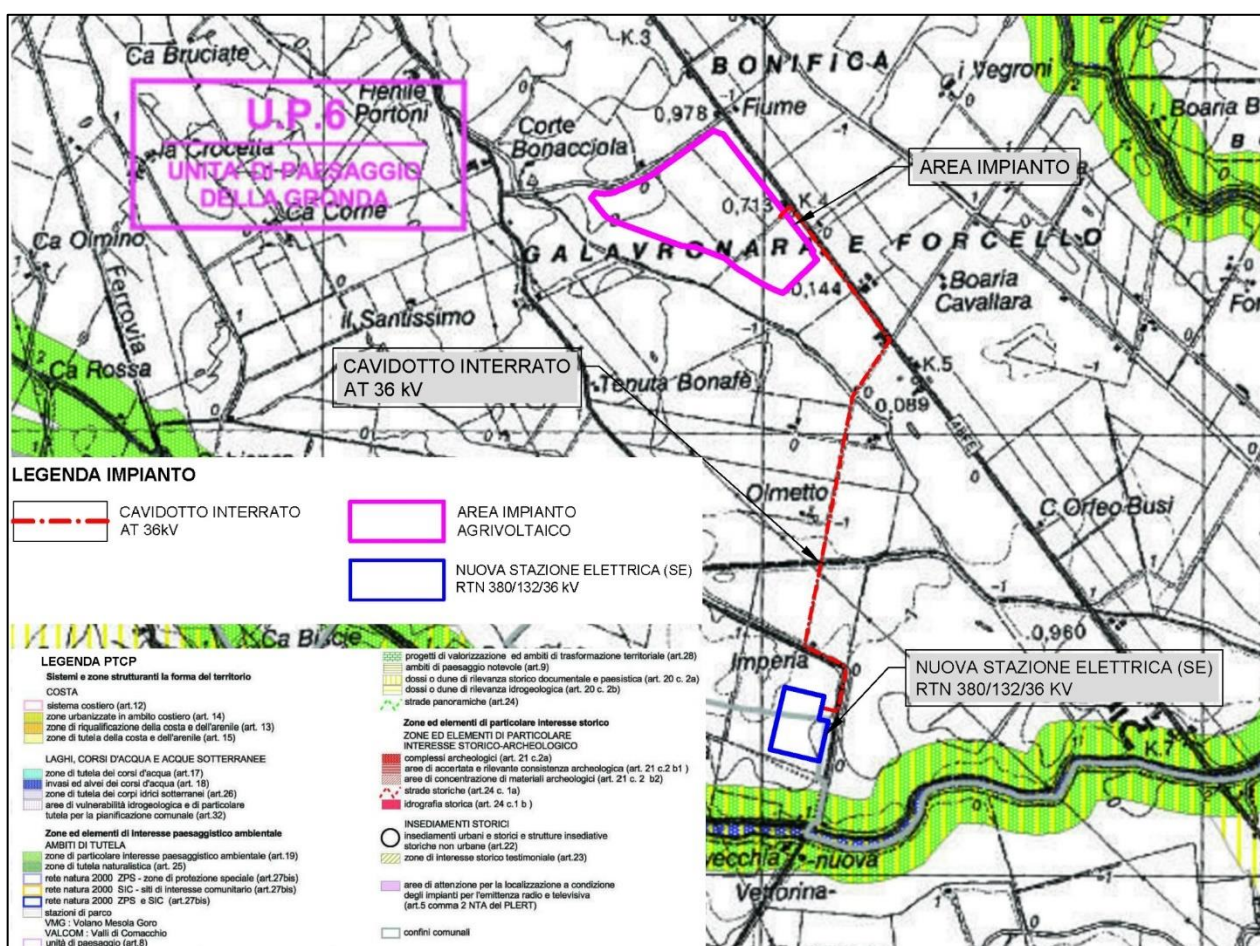 BONIFICA
K.3
Ca Bruciate
i Vegroni
U.P.6
UNITÀ DI PAESAGGIO
DELLA GRONDA
Fienile
Portoni
Fiume
0,978
-1
Boaria B
la Crocetta
Corte
Bonacciola
AREA IMPIANTO
Ca Corne
0,713
K.4
Ca Olmino
GALAVRONARA E FORCELLO
Ferrovia
0,144
Boaria
Cavallara
Il Santissimo
CAVIDOTTO INTERRATO
AT 36 kV
Ca Rossa
Tenuta Bonafè
K.5
0,089
LEGENDA IMPIANTO
CAVIDOTTO INTERRATO
AT 36kV
AREA IMPIANTO
AGRIVOLTAICO
NUOVA STAZIONE ELETTRICA (SE)
RTN 380/132/36 kV
Olmetto
C. Orfeo Busi
Ca Biscie
0,960
Imperia
NUOVA STAZIONE ELETTRICA (SE)
RTN 380/132/36 KV
K.7
vecchia
nuova
Vettorina
LEGENDA PTCP
Sistemi e zone strutturanti la forma del territorio
COSTA
sistema costiero (art.12)
zone urbanizzate in ambito costiero (art. 14)
zone di riqualificazione della costa e dell'arenile (art. 13)
zone di tutela della costa e dell'arenile (art. 15)
LAGHI, CORSI D'ACQUA E ACQUE SOTTERRANEE
zone di tutela dei corsi d'acqua (art.17)
invasi ed alvei dei corsi d'acqua (art. 18)
zone di tutela dei corpi idrici sotterranei (art.26)
aree di vulnerabilità idrogeologica e di particolare
tutela per la pianificazione comunale (art.32)
Zone ed elementi di interesse paesaggistico ambientale
AMBITI DI TUTELA
zone di particolare interesse paesaggistico ambientale (art.19)
zone di tutela naturalistica (art. 25)
rete natura 2000 ZPS - zone di protezione speciale (art.27bis)
rete natura 2000 SIC - siti di interesse comunitario (art.27bis)
rete natura 2000 ZPS e SIC (art.27bis)
stazioni di parco
VMG : Volano Mesola Goro
VALCOM : Valli di Comacchio
unità di paesaggio (art.8)
progetti di valorizzazione ed ambiti di trasformazione territoriale (art.28)
ambiti di paesaggio notevole (art.9)
dossi o dune di rilevanza storico documentale e paesistica (art. 20 c. 2a)
dossi o dune di rilevanza idrogeologica (art. 20 c. 2b)
strade panoramiche (art.24)
Zone ed elementi di particolare interesse storico
ZONE ED ELEMENTI DI PARTICOLARE
INTERESSE STORICO-ARCHEOLOGICO
complessi archeologici (art. 21 c.2a)
aree di accertata e rilevante consistenza archeologica (art. 21 c.2 b1 )
aree di concentrazione di materiali archeologici (art. 21 c. 2 b2)
strade storiche (art.24 c. 1a)
idrografia storica (art. 24 c.1 b )
INSEDIAMENTI STORICI
insediamenti urbani e storici e strutture insediative
storiche non urbane (art.22)
zone di interesse storico testimoniale (art.23)
aree di attenzione per la localizzazione a condizione
degli impianti per l'emittenza radio e televisiva
(art.5 comma 2 NTA del PLERT)
confini comunali